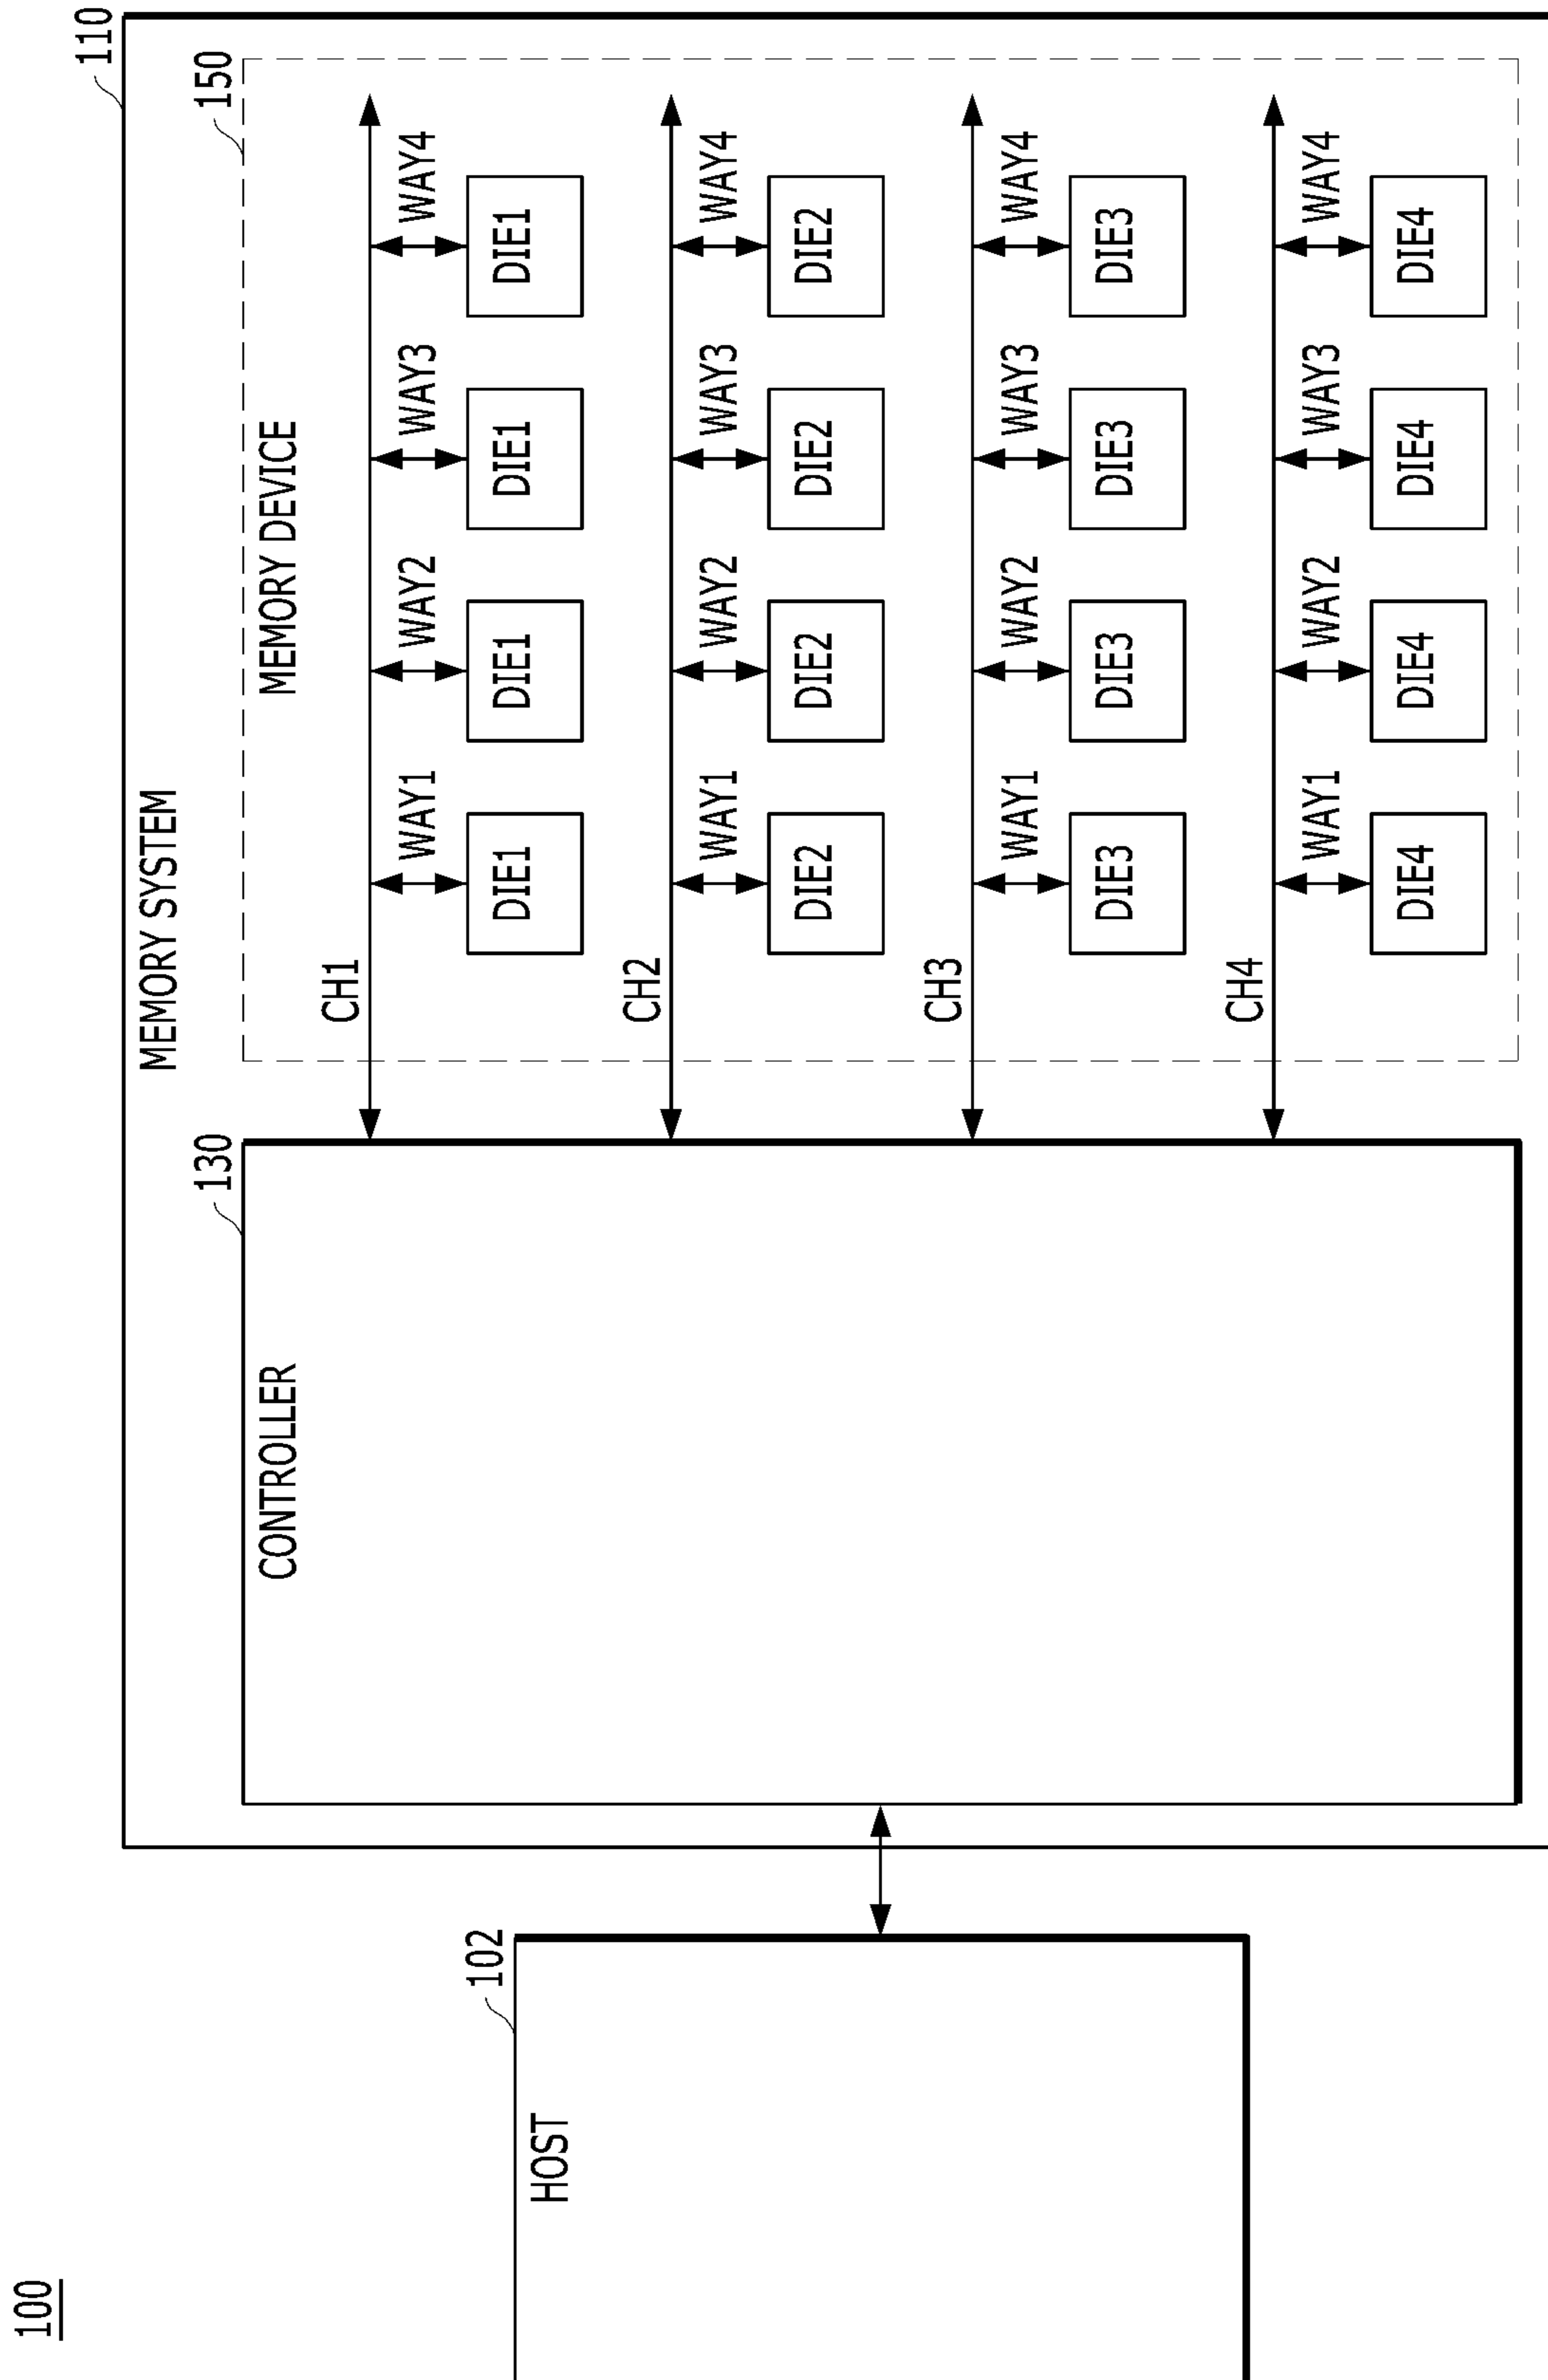 100
110
MEMORY SYSTEM
102
HOST
130
CONTROLLER
150
MEMORY DEVICE
CH1
WAY1 WAY2 WAY3 WAY4
DIE1 DIE1 DIE1 DIE1
CH2
WAY1 WAY2 WAY3 WAY4
DIE2 DIE2 DIE2 DIE2
CH3
WAY1 WAY2 WAY3 WAY4
DIE3 DIE3 DIE3 DIE3
CH4
WAY1 WAY2 WAY3 WAY4
DIE4 DIE4 DIE4 DIE4